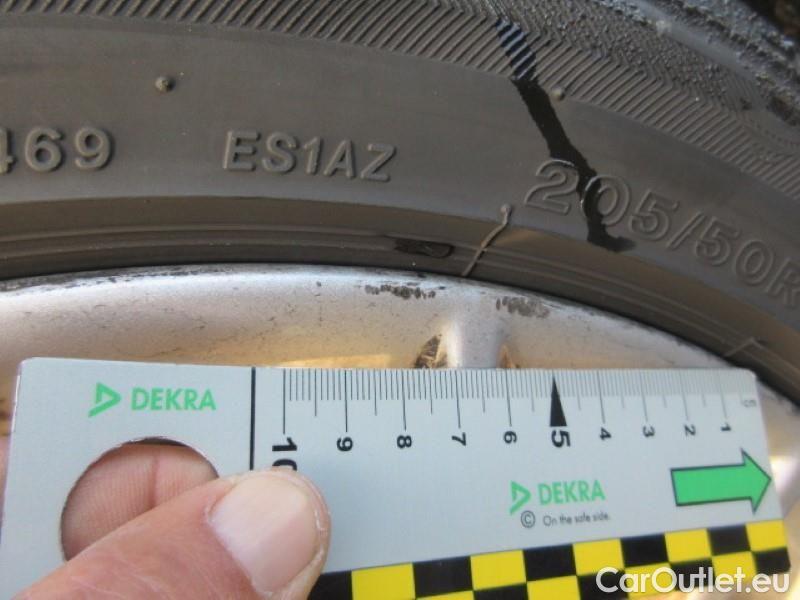 469 ES1AZ 205/50R
DEKRA
10 9 8 7 6 5 4 3 2 1 cm
DEKRA
© On the safe side.
CarOutlet.eu